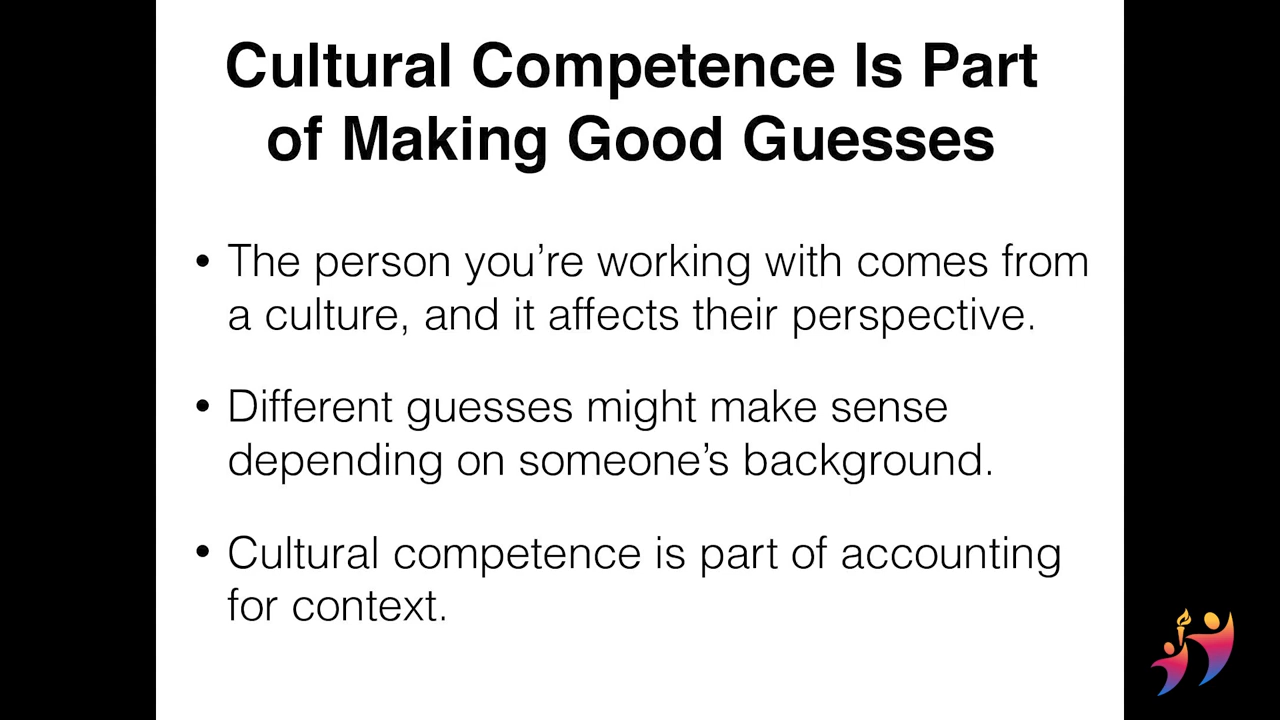 Cultural Competence Is Part
of Making Good Guesses
• The person you’re working with comes from
a culture, and it affects their perspective.
• Different guesses might make sense
depending on someone’s background.
• Cultural competence is part of accounting
for context.